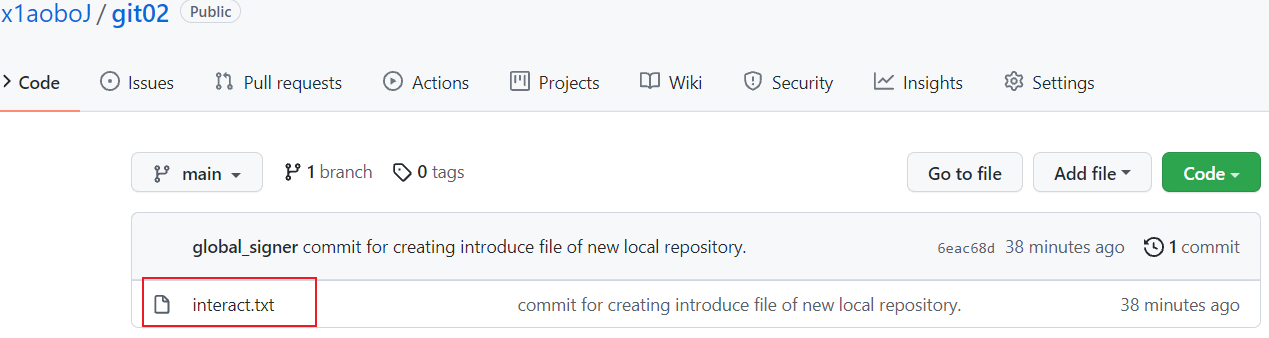 x1aoboJ / git02 Public
Code Issues Pull requests Actions Projects Wiki Security Insights Settings
main 1 branch 0 tags Go to file Add file Code
global_signer commit for creating introduce file of new local repository. 6eac68d 38 minutes ago 1 commit
interact.txt commit for creating introduce file of new local repository. 38 minutes ago